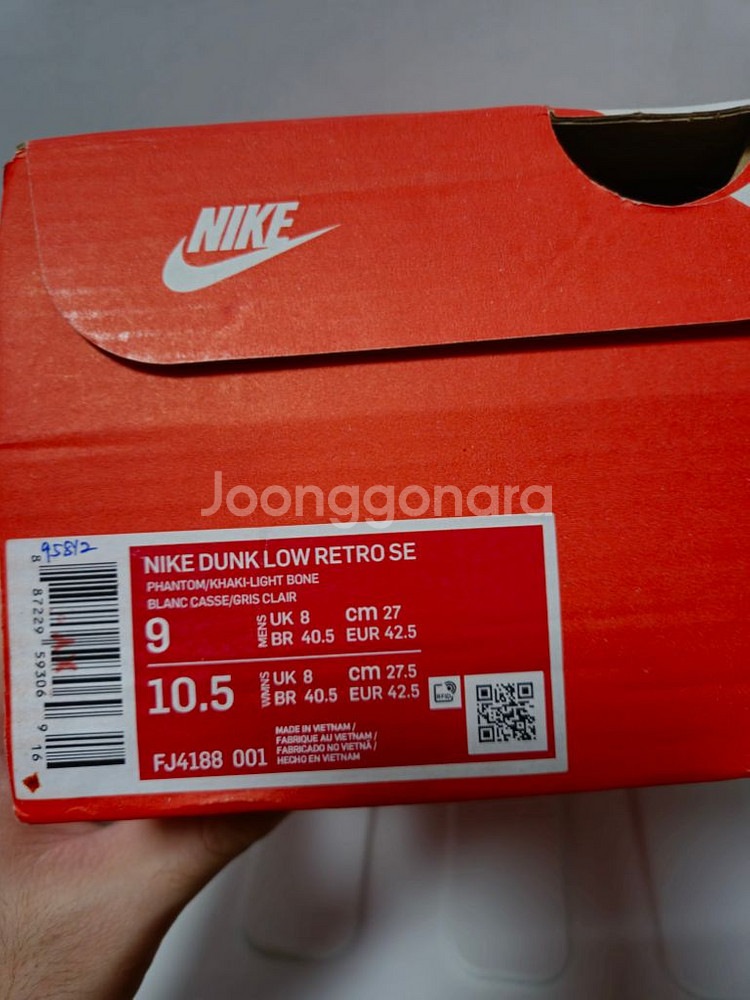 NIKE
Joonggonara
95842
NIKE DUNK LOW RETRO SE
PHANTOM/KHAKI-LIGHT BONE
BLANC CASSE/GRIS CLAIR
9 MENS UK 8 cm 27
BR 40.5 EUR 42.5
10.5 WMNS UK 8 cm 27.5
BR 40.5 EUR 42.5
FJ4188 001
MADE IN VIETNAM /
FABRIQUE AU VIETNAM /
FABRICADO NO VIETNÃ /
HECHO EN VIETNAM
8 87229 59306 9 16